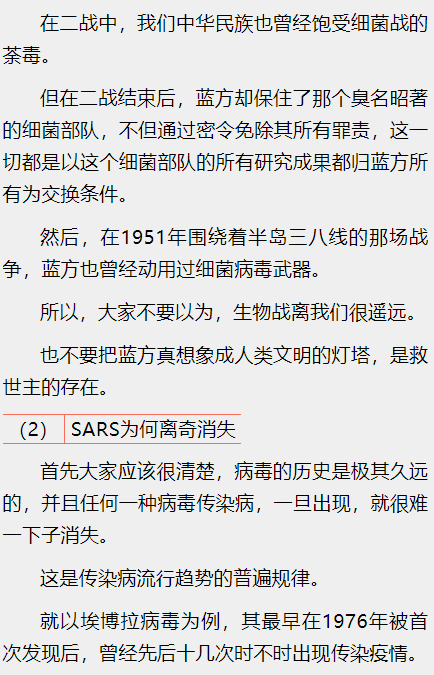 在二战中，我们中华民族也曾经饱受细菌战的
荼毒。
但在二战结束后，蓝方却保住了那个臭名昭著
的细菌部队，不但通过密令免除其所有罪责，这一
切都是以这个细菌部队的所有研究成果都归蓝方所
有为交换条件。
然后，在1951年围绕着半岛三八线的那场战
争，蓝方也曾经动用过细菌病毒武器。
所以，大家不要以为，生物战离我们很遥远。
也不要把蓝方真想象成人类文明的灯塔，是救
世主的存在。
（2） SARS为何离奇消失
首先大家应该很清楚，病毒的历史是极其久远
的，并且任何一种病毒传染病，一旦出现，就很难
一下子消失。
这是传染病流行趋势的普遍规律。
就以埃博拉病毒为例，其最早在1976年被首
次发现后，曾经先后十几次时不时出现传染疫情。